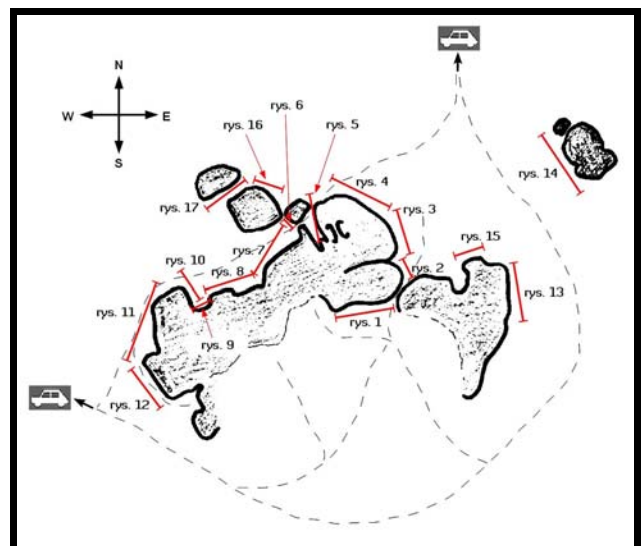 N
W E
S
rys. 6
rys. 16
rys. 5
rys. 4
rys. 14
rys. 17
rys. 3
rys. 15
rys. 7
rys. 10
rys. 8
rys. 2
rys. 13
rys. 11
rys. 1
rys. 9
rys. 12